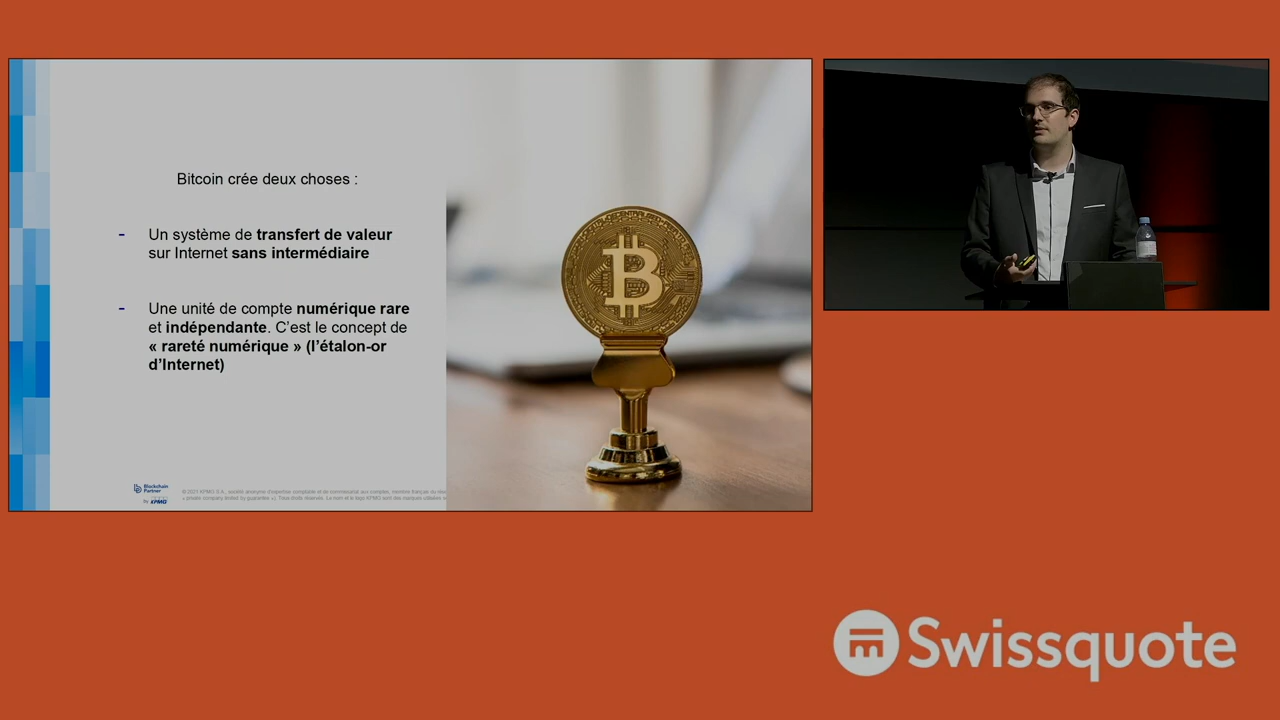 Bitcoin crée deux choses :
- Un système de transfert de valeur
sur Internet sans intermédiaire
- Une unité de compte numérique rare
et indépendante. C’est le concept de
« rareté numérique » (l’étalon-or
d’Internet)
Blockchain
Partner
By KPMG
Swissquote